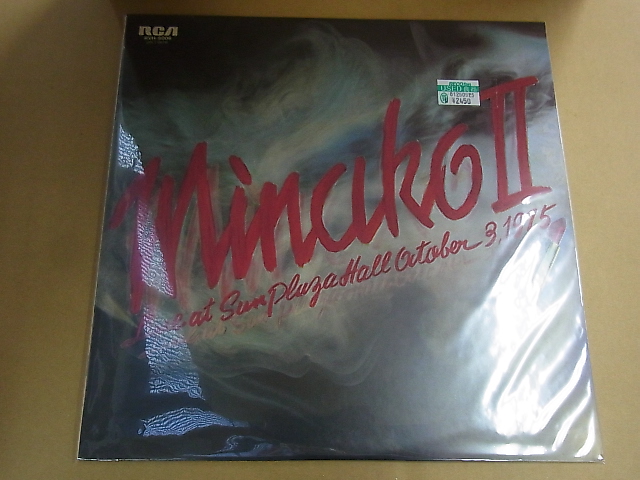 RCA
Minako II
Live at Sun Plaza Hall October 3, 1975
USED
¥2450